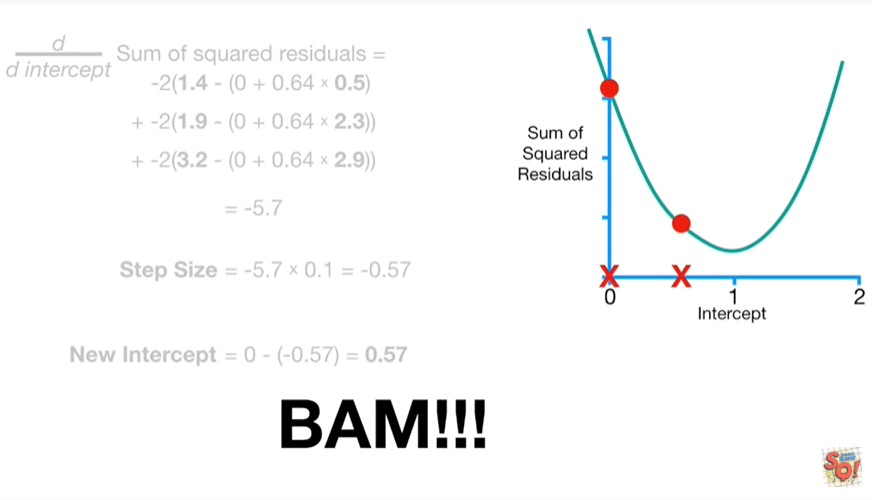 d
d intercept
Sum of squared residuals =
-2(1.4 - (0 + 0.64 × 0.5)
+ -2(1.9 - (0 + 0.64 × 2.3))
+ -2(3.2 - (0 + 0.64 × 2.9))
= -5.7
Step Size = -5.7 × 0.1 = -0.57
New Intercept = 0 - (-0.57) = 0.57
BAM!!!
Sum of
Squared
Residuals
X X
0 1 2
Intercept
SQ!